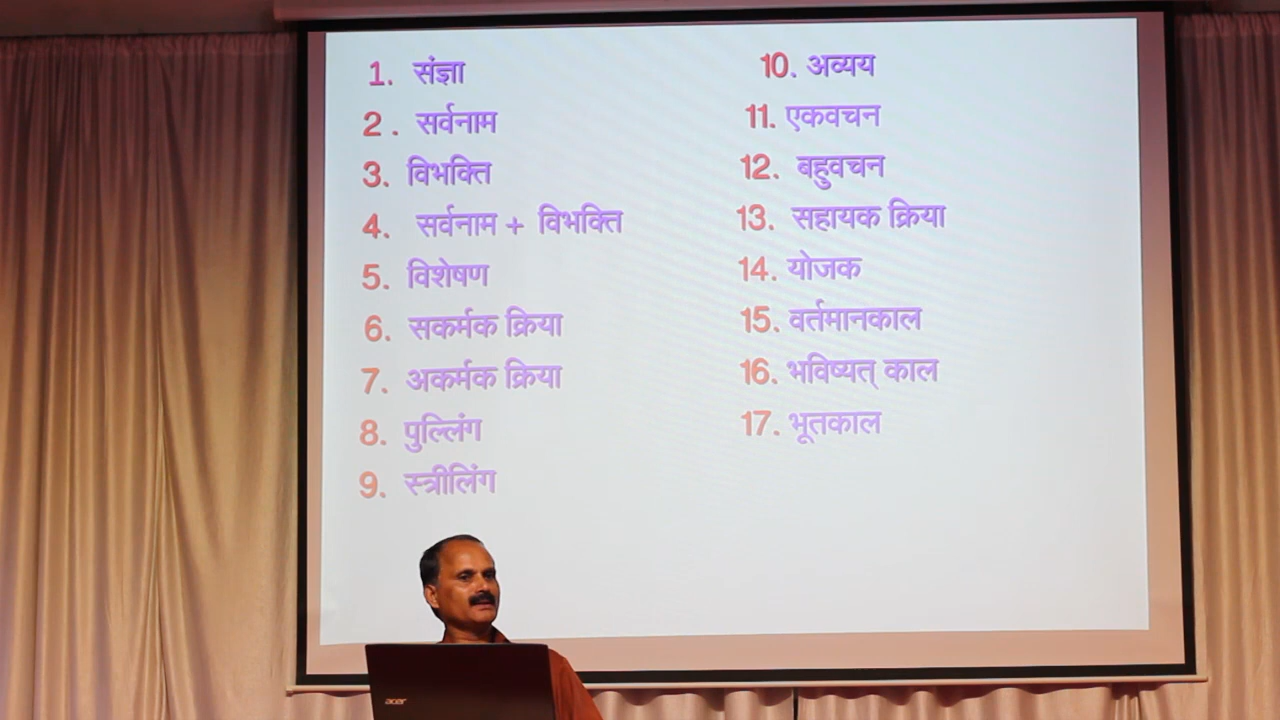 1. संज्ञा
2 . सर्वनाम
3. विभक्ति
4. सर्वनाम + विभक्ति
5. विशेषण
6. सकर्मक क्रिया
7. अकर्मक क्रिया
8. पुल्लिंग
9. स्त्रीलिंग
10. अव्यय
11. एकवचन
12. बहुवचन
13. सहायक क्रिया
14. योजक
15. वर्तमानकाल
16. भविष्यत् काल
17. भूतकाल
acer